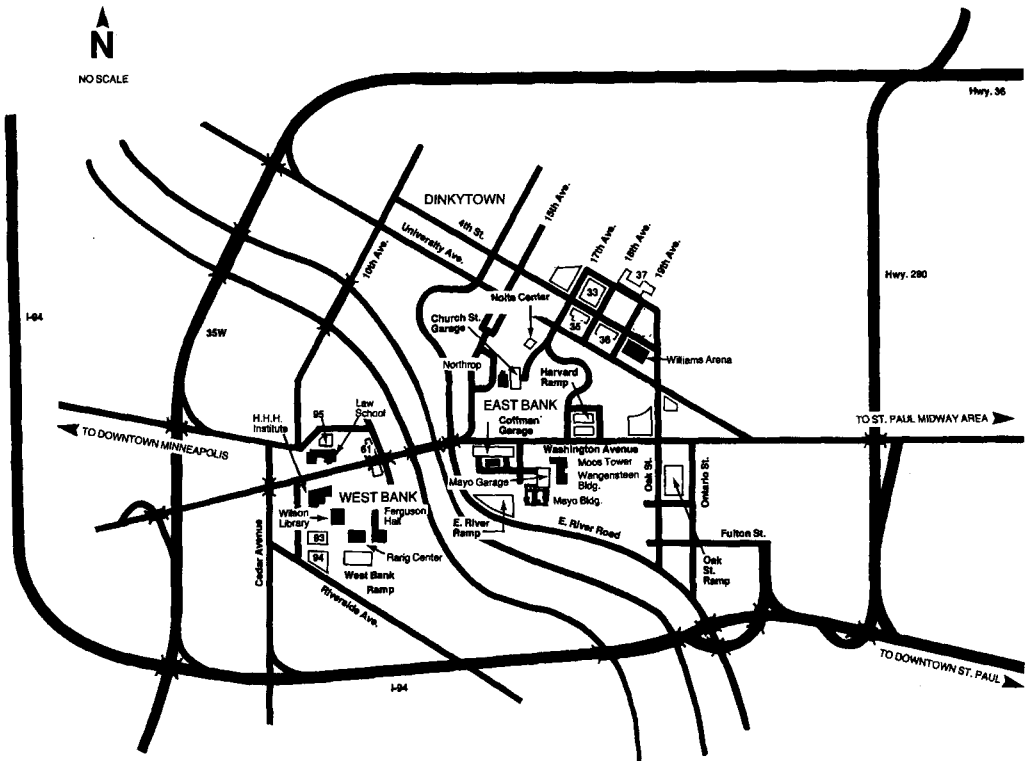 N
NO SCALE
Hwy. 36
DINKYTOWN
4th St.
University Ave.
15th Ave.
10th Ave.
17th Ave.
18th Ave.
37
19th Ave.
Hwy. 280
I-94
35W
33
Nolte Center
35
36
Church St.
Garage
Williams Arena
Northrop
Harvard
Ramp
EAST BANK
Coffman
Garage
H.H.H.
Institute
95
Law
School
61
TO DOWNTOWN MINNEAPOLIS
TO ST. PAUL MIDWAY AREA
Washington Avenue
Moos Tower
Mayo Garage
Wangensteen
Bldg.
Mayo Bldg.
Oak St.
Ontario St.
WEST BANK
Wilson
Library
Ferguson
Hall
E. River
Ramp
E. River Road
Fulton St.
93
94
Rarig Center
West Bank
Ramp
Oak
St.
Ramp
Cedar Avenue
Riverside Ave.
TO DOWNTOWN ST. PAUL
I-94